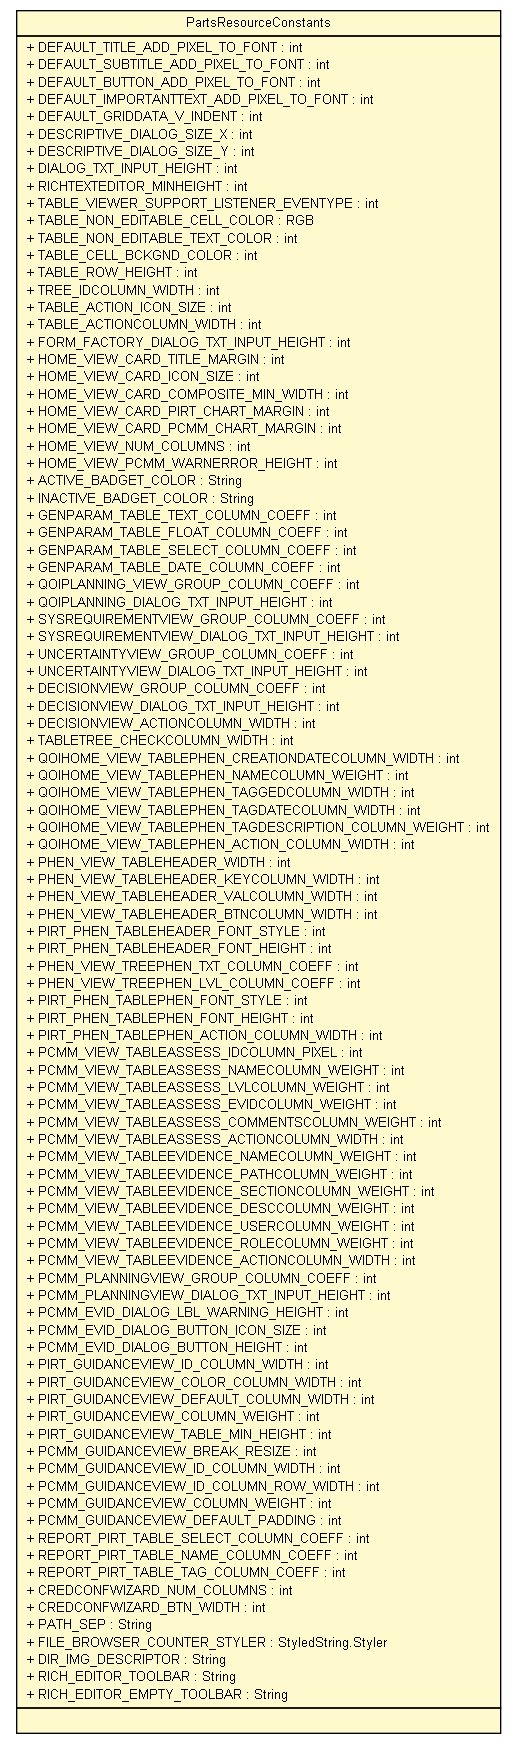 PartsResourceConstants
+ DEFAULT_TITLE_ADD_PIXEL_TO_FONT : int
+ DEFAULT_SUBTITLE_ADD_PIXEL_TO_FONT : int
+ DEFAULT_BUTTON_ADD_PIXEL_TO_FONT : int
+ DEFAULT_IMPORTANTTEXT_ADD_PIXEL_TO_FONT : int
+ DEFAULT_GRIDDATA_V_INDENT : int
+ DESCRIPTIVE_DIALOG_SIZE_X : int
+ DESCRIPTIVE_DIALOG_SIZE_Y : int
+ DIALOG_TXT_INPUT_HEIGHT : int
+ RICHTEXTEDITOR_MINHEIGHT : int
+ TABLE_VIEWER_SUPPORT_LISTENER_EVENTYPE : int
+ TABLE_NON_EDITABLE_CELL_COLOR : RGB
+ TABLE_NON_EDITABLE_TEXT_COLOR : int
+ TABLE_CELL_BCKGND_COLOR : int
+ TABLE_ROW_HEIGHT : int
+ TREE_IDCOLUMN_WIDTH : int
+ TABLE_ACTION_ICON_SIZE : int
+ TABLE_ACTIONCOLUMN_WIDTH : int
+ FORM_FACTORY_DIALOG_TXT_INPUT_HEIGHT : int
+ HOME_VIEW_CARD_TITLE_MARGIN : int
+ HOME_VIEW_CARD_ICON_SIZE : int
+ HOME_VIEW_CARD_COMPOSITE_MIN_WIDTH : int
+ HOME_VIEW_CARD_PIRT_CHART_MARGIN : int
+ HOME_VIEW_CARD_PCMM_CHART_MARGIN : int
+ HOME_VIEW_NUM_COLUMNS : int
+ HOME_VIEW_PCMM_WARNERROR_HEIGHT : int
+ ACTIVE_BADGET_COLOR : String
+ INACTIVE_BADGET_COLOR : String
+ GENPARAM_TABLE_TEXT_COLUMN_COEFF : int
+ GENPARAM_TABLE_FLOAT_COLUMN_COEFF : int
+ GENPARAM_TABLE_SELECT_COLUMN_COEFF : int
+ GENPARAM_TABLE_DATE_COLUMN_COEFF : int
+ QOIPLANNING_VIEW_GROUP_COLUMN_COEFF : int
+ QOIPLANNING_DIALOG_TXT_INPUT_HEIGHT : int
+ SYSREQUIREMENTVIEW_GROUP_COLUMN_COEFF : int
+ SYSREQUIREMENTVIEW_DIALOG_TXT_INPUT_HEIGHT : int
+ UNCERTAINTYVIEW_GROUP_COLUMN_COEFF : int
+ UNCERTAINTYVIEW_DIALOG_TXT_INPUT_HEIGHT : int
+ DECISIONVIEW_GROUP_COLUMN_COEFF : int
+ DECISIONVIEW_DIALOG_TXT_INPUT_HEIGHT : int
+ DECISIONVIEW_ACTIONCOLUMN_WIDTH : int
+ TABLETREE_CHECKCOLUMN_WIDTH : int
+ QOIHOME_VIEW_TABLEPHEN_CREATIONDATECOLUMN_WIDTH : int
+ QOIHOME_VIEW_TABLEPHEN_NAMECOLUMN_WEIGHT : int
+ QOIHOME_VIEW_TABLEPHEN_TAGGEDCOLUMN_WIDTH : int
+ QOIHOME_VIEW_TABLEPHEN_TAGDATECOLUMN_WIDTH : int
+ QOIHOME_VIEW_TABLEPHEN_TAGDESCRIPTION_COLUMN_WEIGHT : int
+ QOIHOME_VIEW_TABLEPHEN_ACTION_COLUMN_WIDTH : int
+ PHEN_VIEW_TABLEHEADER_WIDTH : int
+ PHEN_VIEW_TABLEHEADER_KEYCOLUMN_WIDTH : int
+ PHEN_VIEW_TABLEHEADER_VALCOLUMN_WIDTH : int
+ PHEN_VIEW_TABLEHEADER_BTNCOLUMN_WIDTH : int
+ PIRT_PHEN_TABLEHEADER_FONT_STYLE : int
+ PIRT_PHEN_TABLEHEADER_FONT_HEIGHT : int
+ PHEN_VIEW_TREEPHEN_TXT_COLUMN_COEFF : int
+ PHEN_VIEW_TREEPHEN_LVL_COLUMN_COEFF : int
+ PIRT_PHEN_TABLEPHEN_FONT_STYLE : int
+ PIRT_PHEN_TABLEPHEN_FONT_HEIGHT : int
+ PIRT_PHEN_TABLEPHEN_ACTION_COLUMN_WIDTH : int
+ PCMM_VIEW_TABLEASSESS_IDCOLUMN_PIXEL : int
+ PCMM_VIEW_TABLEASSESS_NAMECOLUMN_WEIGHT : int
+ PCMM_VIEW_TABLEASSESS_LVLCOLUMN_WEIGHT : int
+ PCMM_VIEW_TABLEASSESS_EVIDCOLUMN_WEIGHT : int
+ PCMM_VIEW_TABLEASSESS_COMMENTSCOLUMN_WEIGHT : int
+ PCMM_VIEW_TABLEASSESS_ACTIONCOLUMN_WIDTH : int
+ PCMM_VIEW_TABLEEVIDENCE_NAMECOLUMN_WEIGHT : int
+ PCMM_VIEW_TABLEEVIDENCE_PATHCOLUMN_WEIGHT : int
+ PCMM_VIEW_TABLEEVIDENCE_SECTIONCOLUMN_WEIGHT : int
+ PCMM_VIEW_TABLEEVIDENCE_DESCCOLUMN_WEIGHT : int
+ PCMM_VIEW_TABLEEVIDENCE_USERCOLUMN_WEIGHT : int
+ PCMM_VIEW_TABLEEVIDENCE_ROLECOLUMN_WEIGHT : int
+ PCMM_VIEW_TABLEEVIDENCE_ACTIONCOLUMN_WIDTH : int
+ PCMM_PLANNINGVIEW_GROUP_COLUMN_COEFF : int
+ PCMM_PLANNINGVIEW_DIALOG_TXT_INPUT_HEIGHT : int
+ PCMM_EVID_DIALOG_LBL_WARNING_HEIGHT : int
+ PCMM_EVID_DIALOG_BUTTON_ICON_SIZE : int
+ PCMM_EVID_DIALOG_BUTTON_HEIGHT : int
+ PIRT_GUIDANCEVIEW_ID_COLUMN_WIDTH : int
+ PIRT_GUIDANCEVIEW_COLOR_COLUMN_WIDTH : int
+ PIRT_GUIDANCEVIEW_DEFAULT_COLUMN_WIDTH : int
+ PIRT_GUIDANCEVIEW_COLUMN_WEIGHT : int
+ PIRT_GUIDANCEVIEW_TABLE_MIN_HEIGHT : int
+ PCMM_GUIDANCEVIEW_BREAK_RESIZE : int
+ PCMM_GUIDANCEVIEW_ID_COLUMN_WIDTH : int
+ PCMM_GUIDANCEVIEW_ID_COLUMN_ROW_WIDTH : int
+ PCMM_GUIDANCEVIEW_COLUMN_WEIGHT : int
+ PCMM_GUIDANCEVIEW_DEFAULT_PADDING : int
+ REPORT_PIRT_TABLE_SELECT_COLUMN_COEFF : int
+ REPORT_PIRT_TABLE_NAME_COLUMN_COEFF : int
+ REPORT_PIRT_TABLE_TAG_COLUMN_COEFF : int
+ CREDCONFWIZARD_NUM_COLUMNS : int
+ CREDCONFWIZARD_BTN_WIDTH : int
+ PATH_SEP : String
+ FILE_BROWSER_COUNTER_STYLER : StyledString.Styler
+ DIR_IMG_DESCRIPTOR : String
+ RICH_EDITOR_TOOLBAR : String
+ RICH_EDITOR_EMPTY_TOOLBAR : String